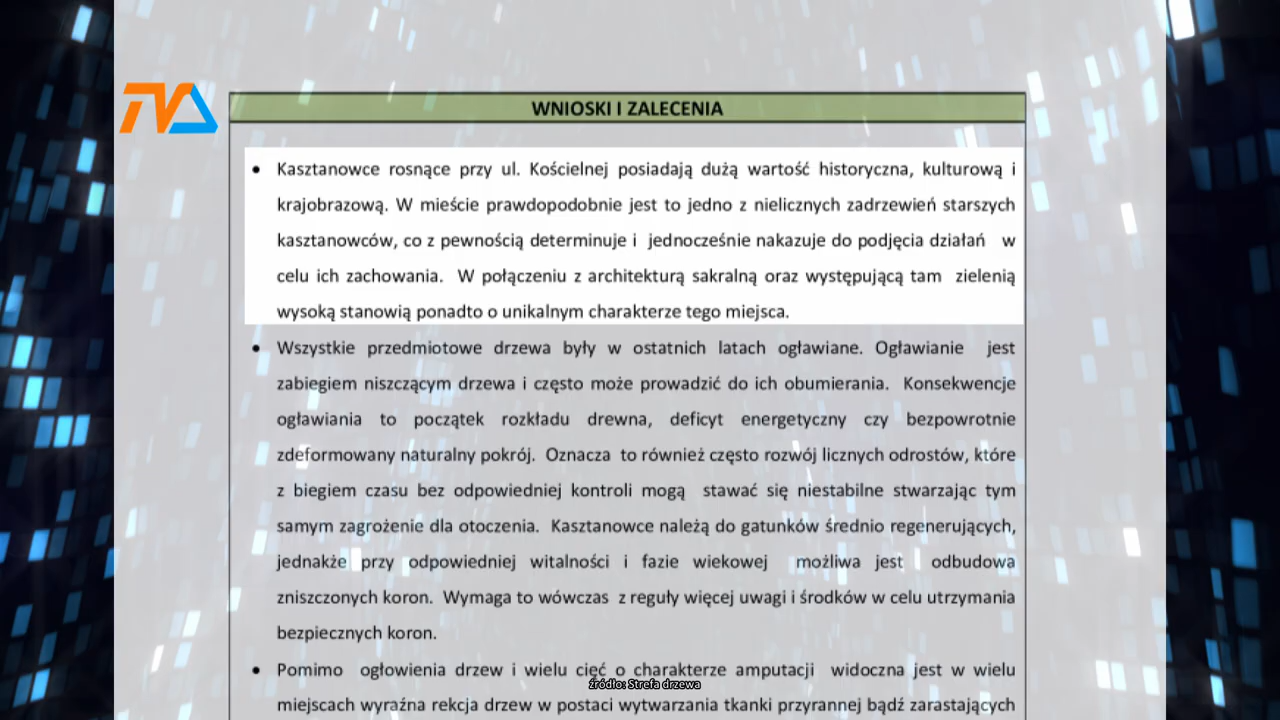 TVA
WNIOSKI I ZALECENIA
• Kasztanowce rosnące przy ul. Kościelnej posiadają dużą wartość historyczna, kulturową i
krajobrazową. W mieście prawdopodobnie jest to jedno z nielicznych zadrzewień starszych
kasztanowców, co z pewnością determinuje i jednocześnie nakazuje do podjęcia działań w
celu ich zachowania. W połączeniu z architekturą sakralną oraz występującą tam zielenią
wysoką stanowią ponadto o unikalnym charakterze tego miejsca.
• Wszystkie przedmiotowe drzewa były w ostatnich latach ogławiane. Ogławianie jest
zabiegiem niszczącym drzewa i często może prowadzić do ich obumierania. Konsekwencje
ogławiania to początek rozkładu drewna, deficyt energetyczny czy bezpowrotnie
zdeformowany naturalny pokrój. Oznacza to również często rozwój licznych odrostów, które
z biegiem czasu bez odpowiedniej kontroli mogą stawać się niestabilne stwarzając tym
samym zagrożenie dla otoczenia. Kasztanowce należą do gatunków średnio regenerujących,
jednakże przy odpowiedniej witalności i fazie wiekowej możliwa jest odbudowa
zniszczonych koron. Wymaga to wówczas z reguły więcej uwagi i środków w celu utrzymania
bezpiecznych koron.
• Pomimo ogłowienia drzew i wielu cięć o charakterze amputacji widoczna jest w wielu
źródło: Strefa drzewa
miejscach wyraźna rekcja drzew w postaci wytwarzania tkanki przyrannej bądź zarastających